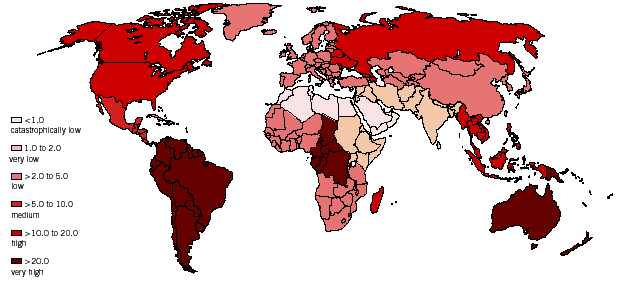 <1.0
catastrophically low
1.0 to 2.0
very low
>2.0 to 5.0
low
>5.0 to 10.0
medium
>10.0 to 20.0
high
>20.0
very high